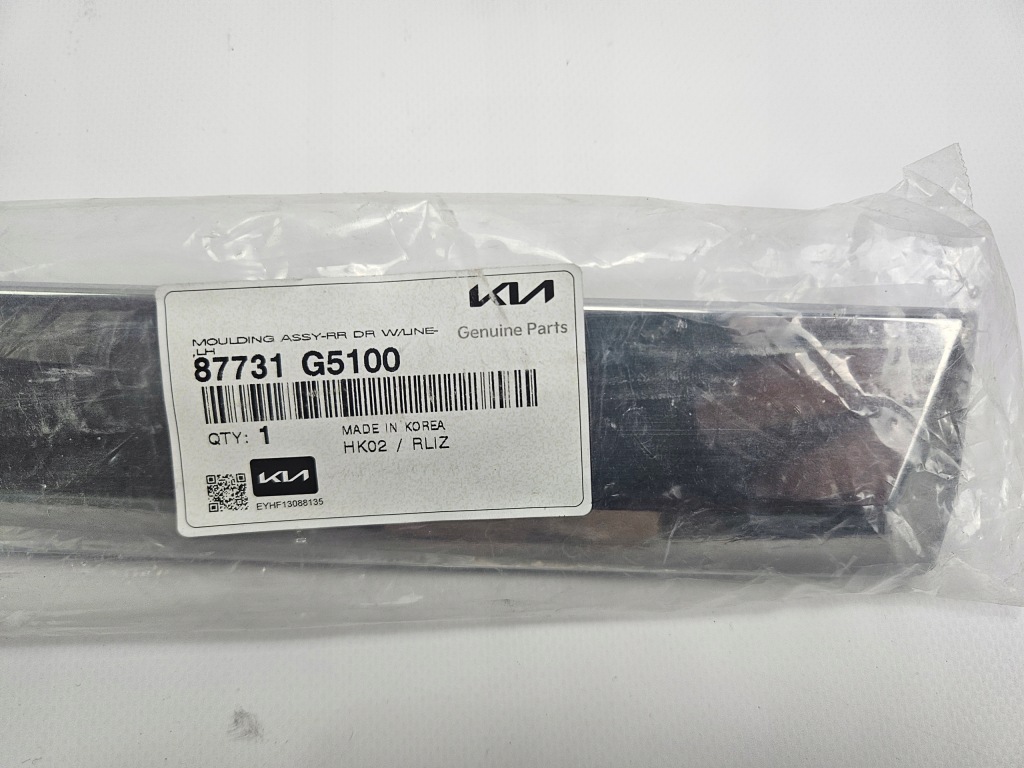 KIA
Genuine Parts
MOULDING ASSY-RR DR W/LINE-
,LH
87731 G5100
QTY: 1
MADE IN KOREA
HK02 / RLIZ
KIA
EYHF13088135